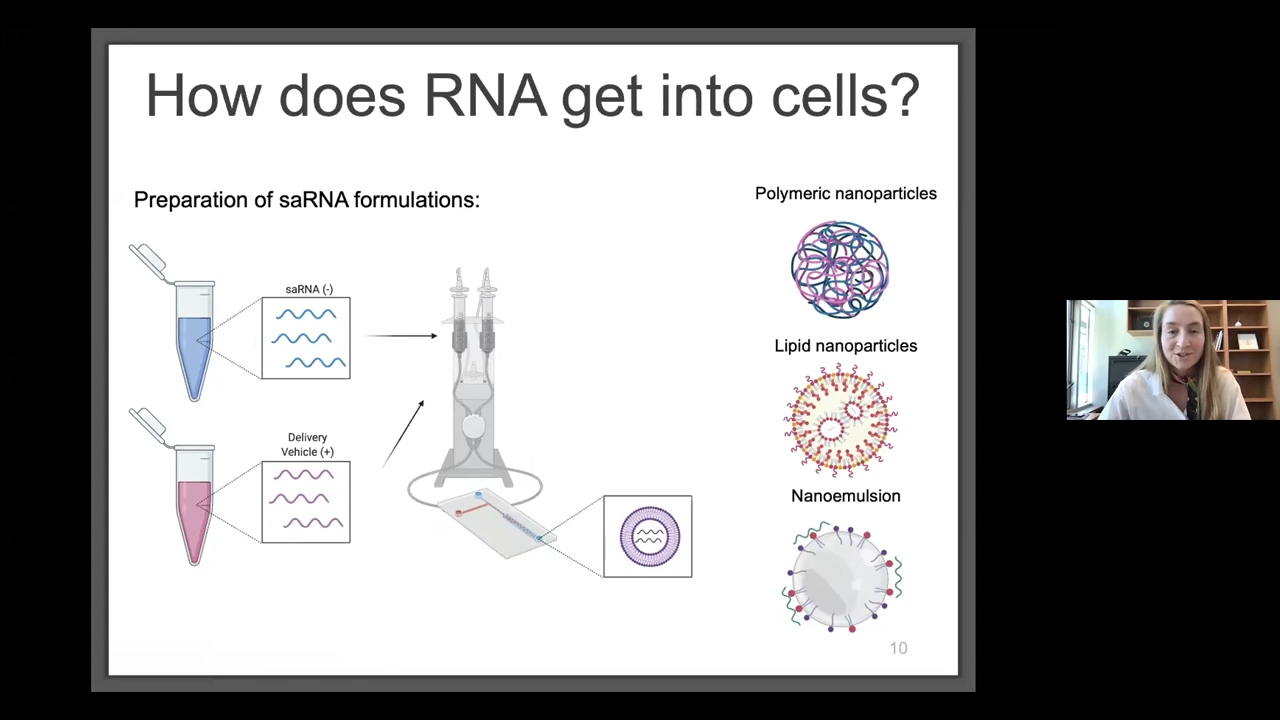 How does RNA get into cells?
Preparation of saRNA formulations:
saRNA (-)
Delivery
Vehicle (+)
Polymeric nanoparticles
Lipid nanoparticles
Nanoemulsion
10